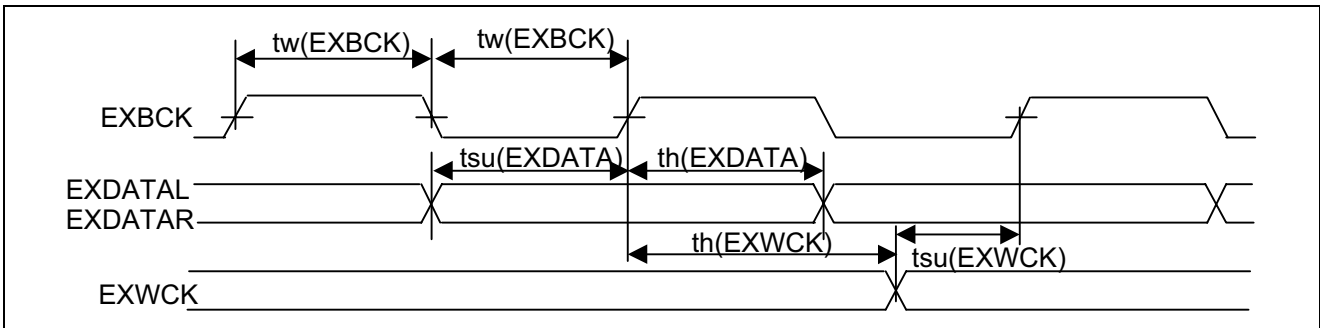 tw(EXBCK) tw(EXBCK)
EXBCK
tsu(EXDATA) th(EXDATA)
EXDATAL
EXDATAR
th(EXWCK)
tsu(EXWCK)
EXWCK